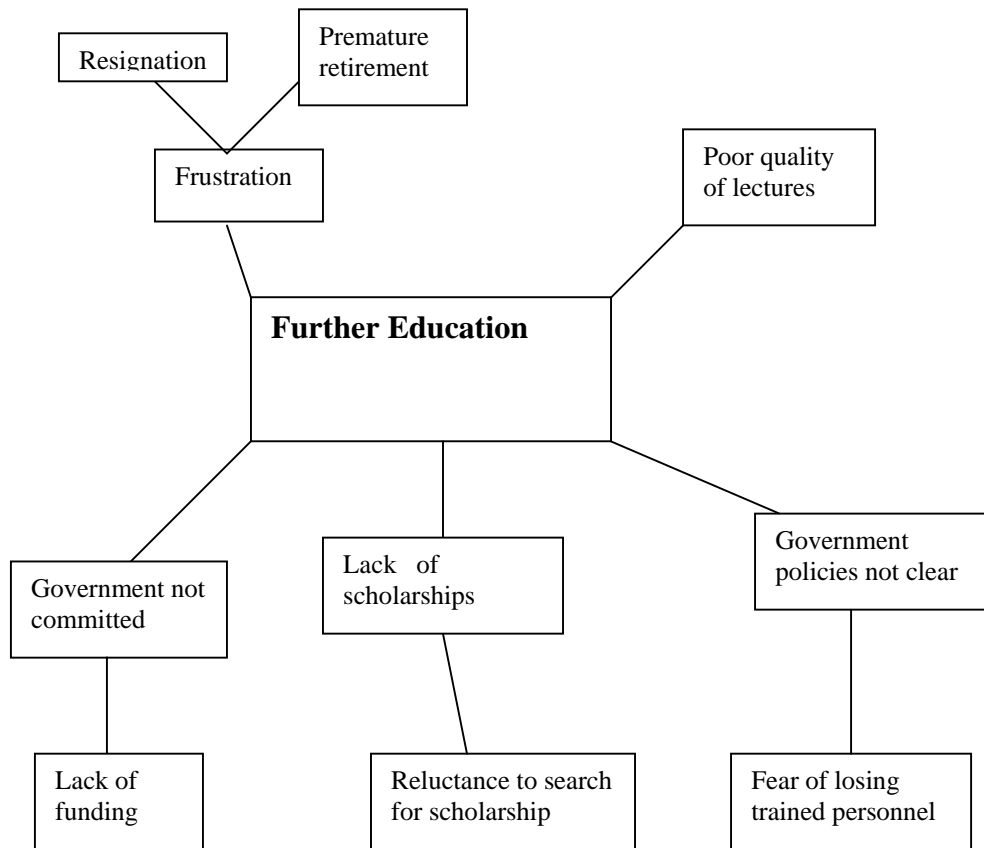 Resignation
Premature
retirement
Frustration
Poor quality
of lectures
Further Education
Government not
committed
Lack of
scholarships
Government
policies not clear
Lack of
funding
Reluctance to search
for scholarship
Fear of losing
trained personnel